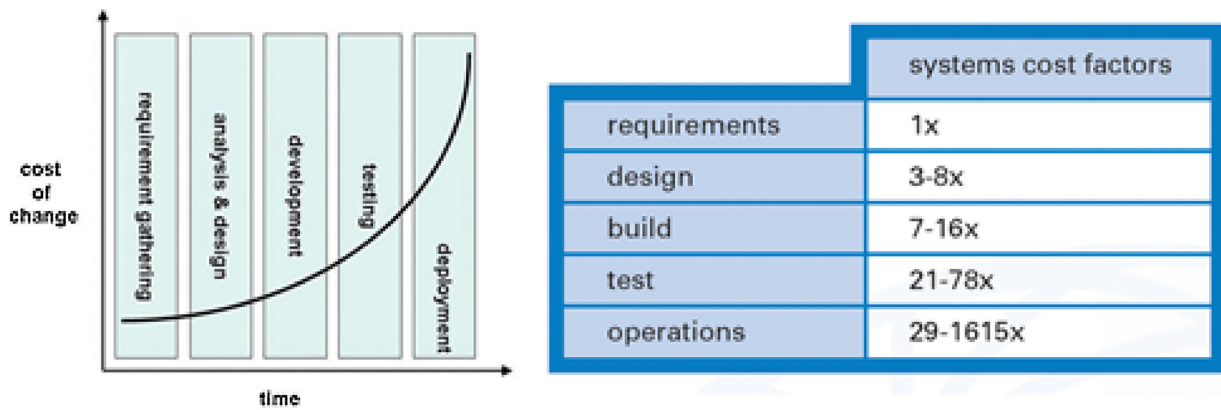 cost
of
change
requirement gathering
analysis & design
development
testing
deployment
time
systems cost factors
requirements 1x
design 3-8x
build 7-16x
test 21-78x
operations 29-1615x